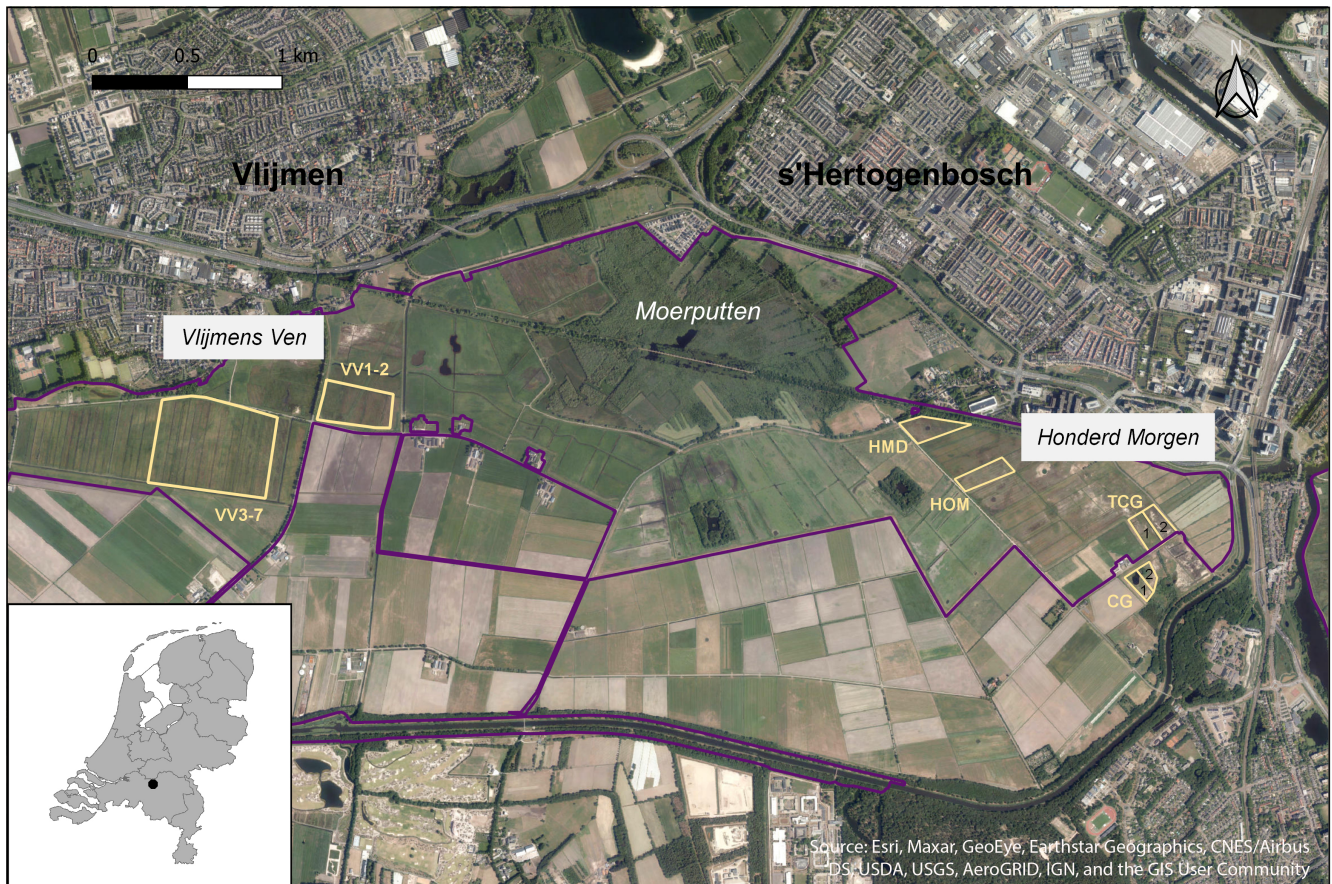 0 0.5 1 km
N
Vlijmen
s'Hertogenbosch
Moerputten
Vlijmens Ven
VV1-2
HMD
Honderd Morgen
VV3-7
HOM
TCG
1 2
CG
2
1
Source: Esri, Maxar, GeoEye, Earthstar Geographics, CNES/Airbus
DS, USDA, USGS, AeroGRID, IGN, and the GIS User Community